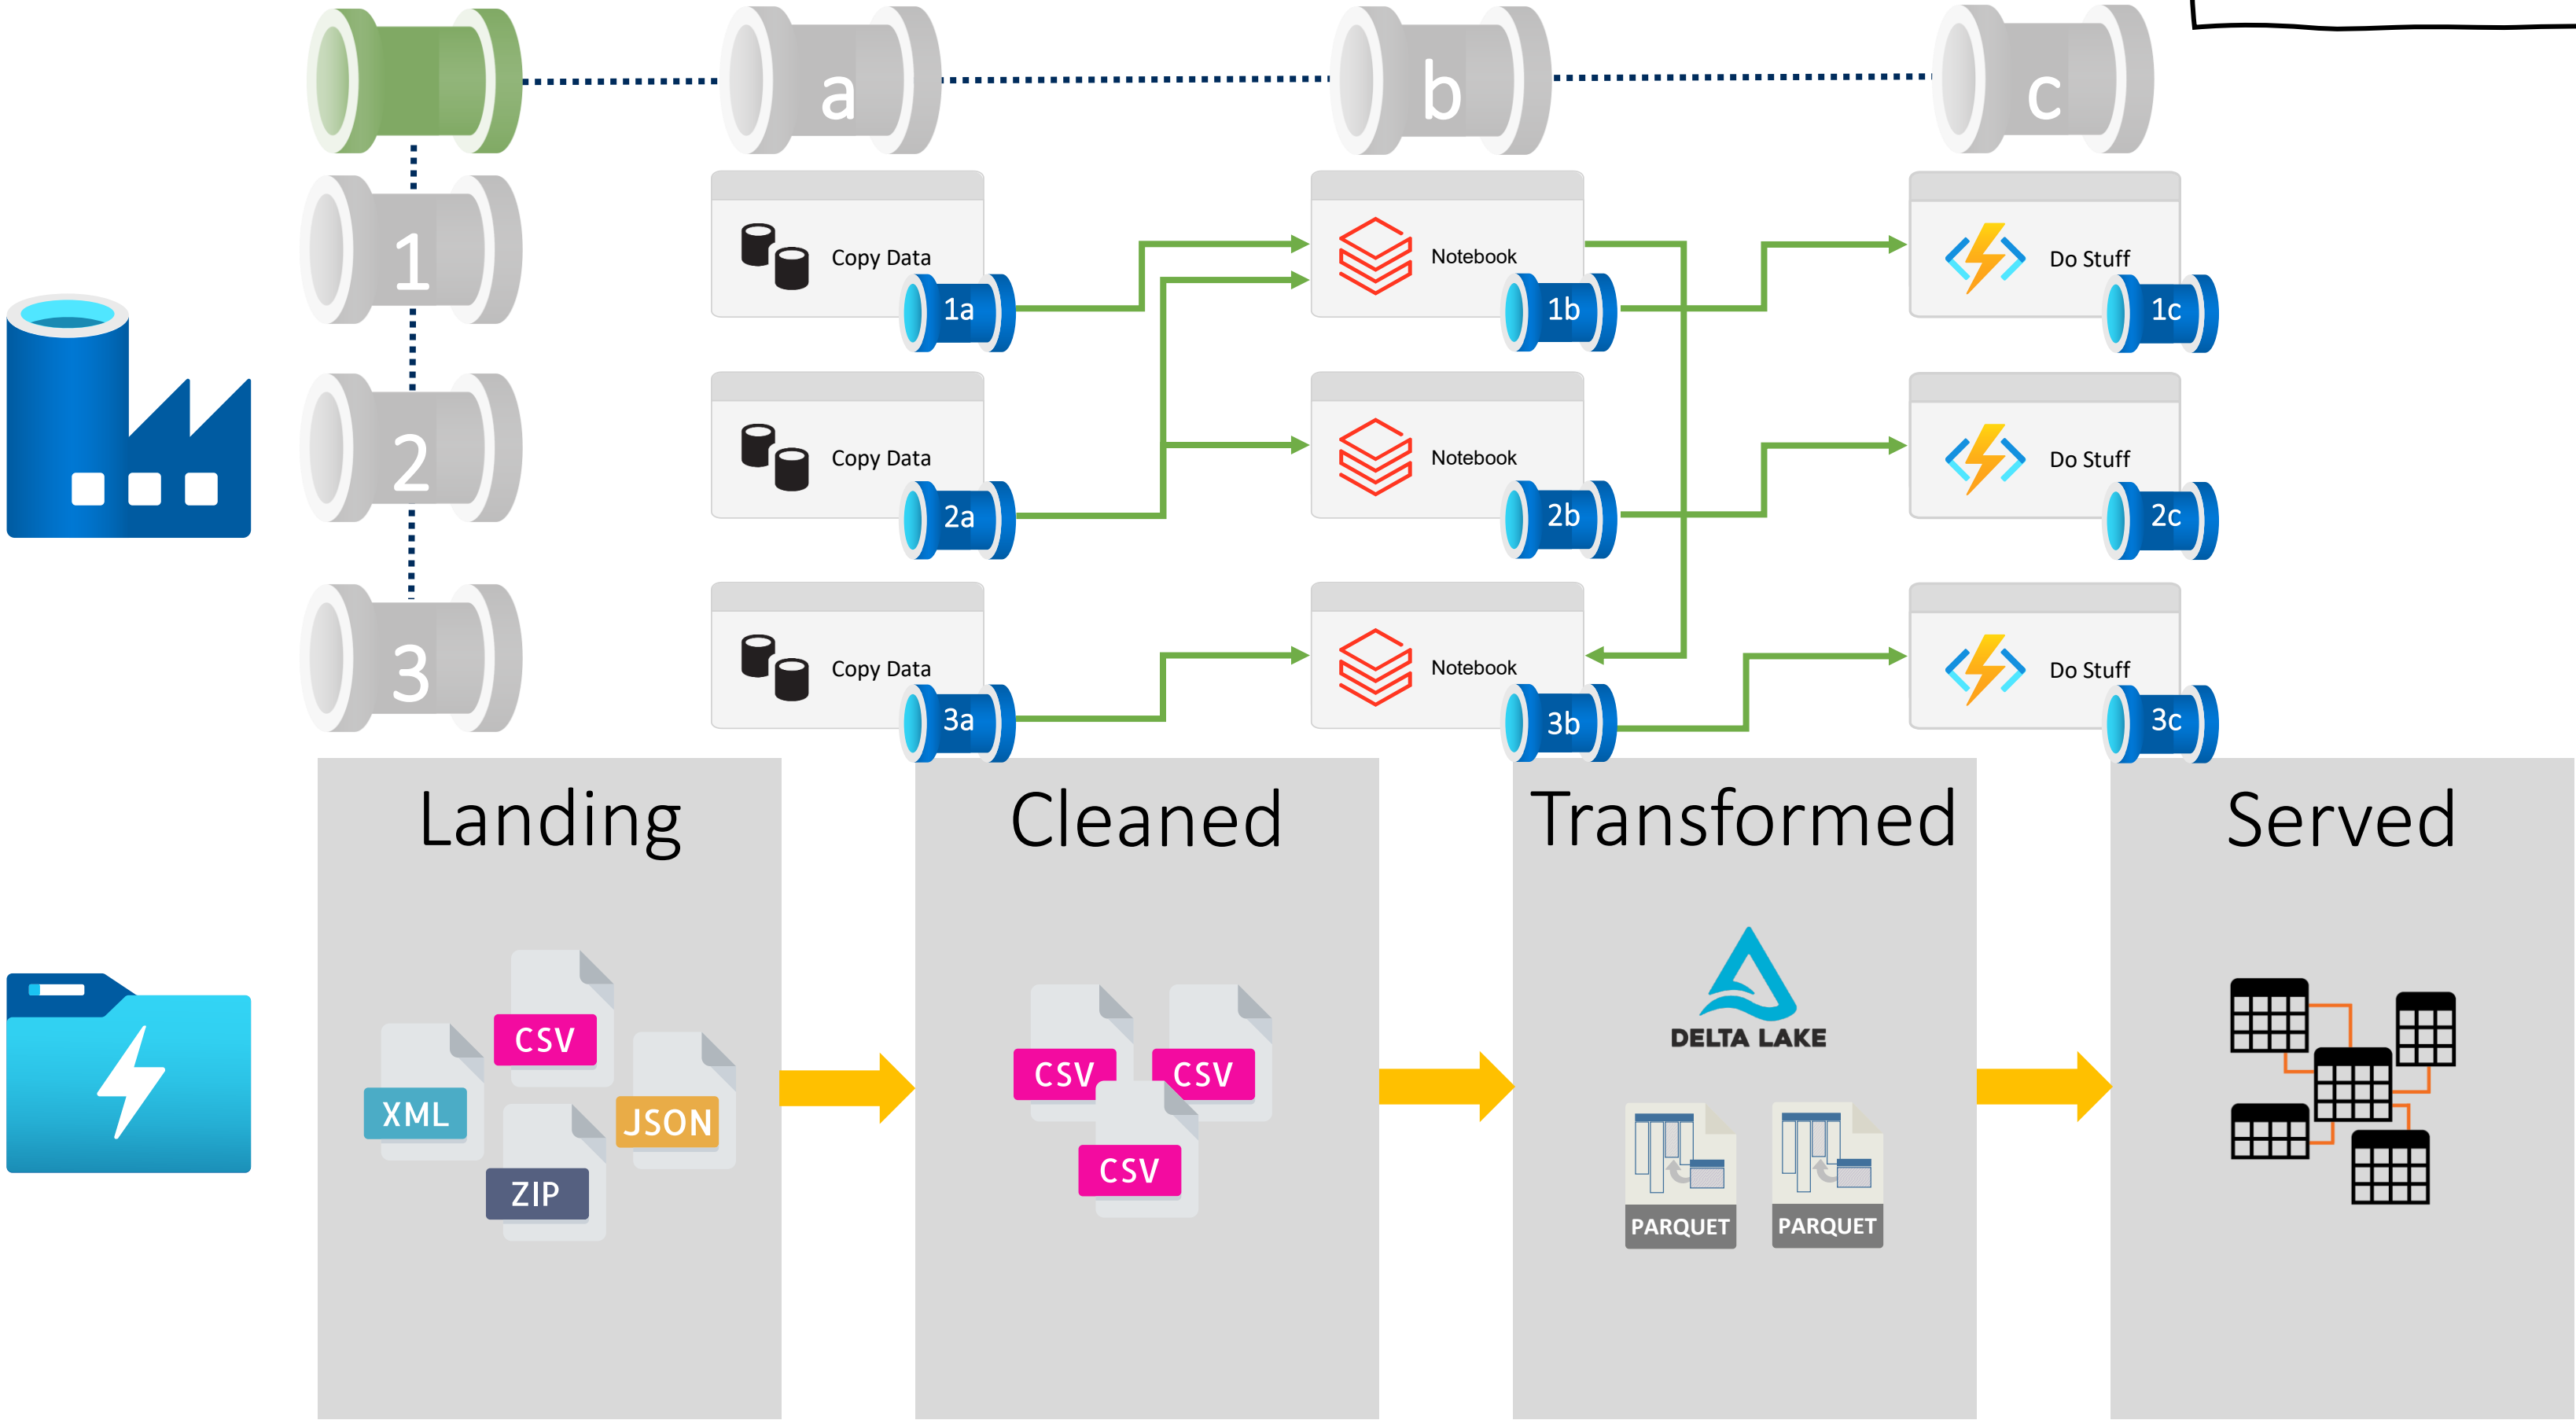 a
b
c
1
Copy Data
1a
Notebook
1b
Do Stuff
1c
2
Copy Data
2a
Notebook
2b
Do Stuff
2c
3
Copy Data
3a
Notebook
3b
Do Stuff
3c
Landing
Cleaned
Transformed
Served
CSV
XML
JSON
ZIP
CSV
CSV
CSV
DELTA LAKE
PARQUET
PARQUET